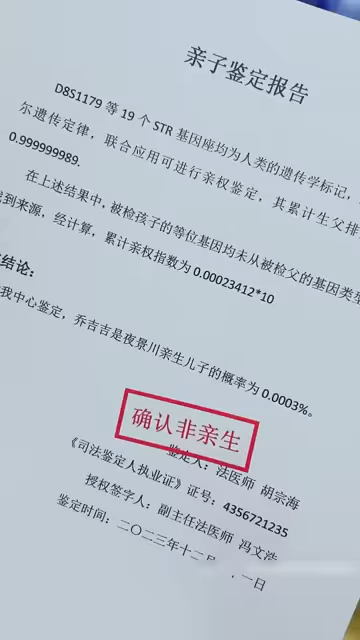 亲子鉴定报告
D8S1179 等 19 个 STR 基因座均为人类的遗传学标记，
尔遗传定律，联合应用可进行亲权鉴定，其累计生父排
0.999999989.
在上述结果中，被检孩子的等位基因均未从被检父的基因类型
找到来源，经计算，累计亲权指数为 0.00023412*10
结论：
我中心鉴定，乔吉吉是夜景川亲生儿子的概率为 0.0003%。
确认非亲生
鉴定人：法医师 胡宗海
《司法鉴定人执业证》证号：4356721235
授权签字人：副主任法医师 冯文浩
鉴定时间：二〇二三年十二 一日